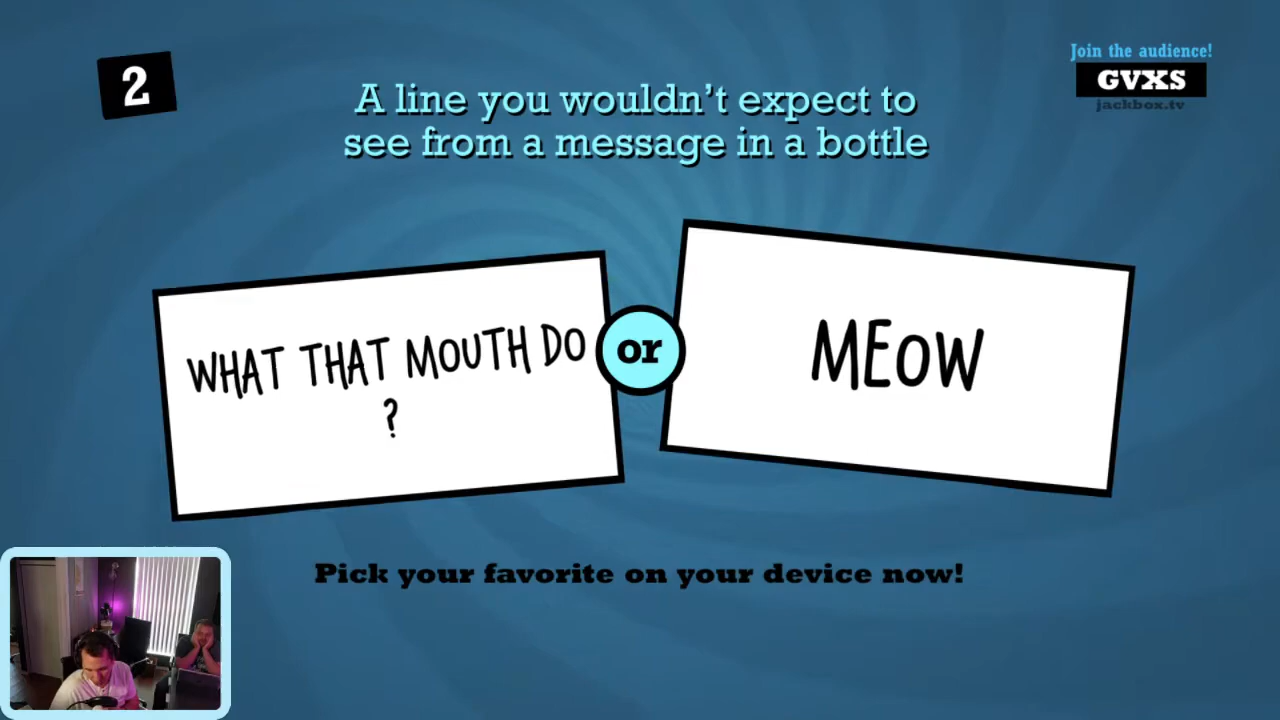 2
Join the audience!
GVXS
jackbox.tv
A line you wouldn't expect to
see from a message in a bottle
WHAT THAT MOUTH DO
?
or
MEOW
Pick your favorite on your device now!